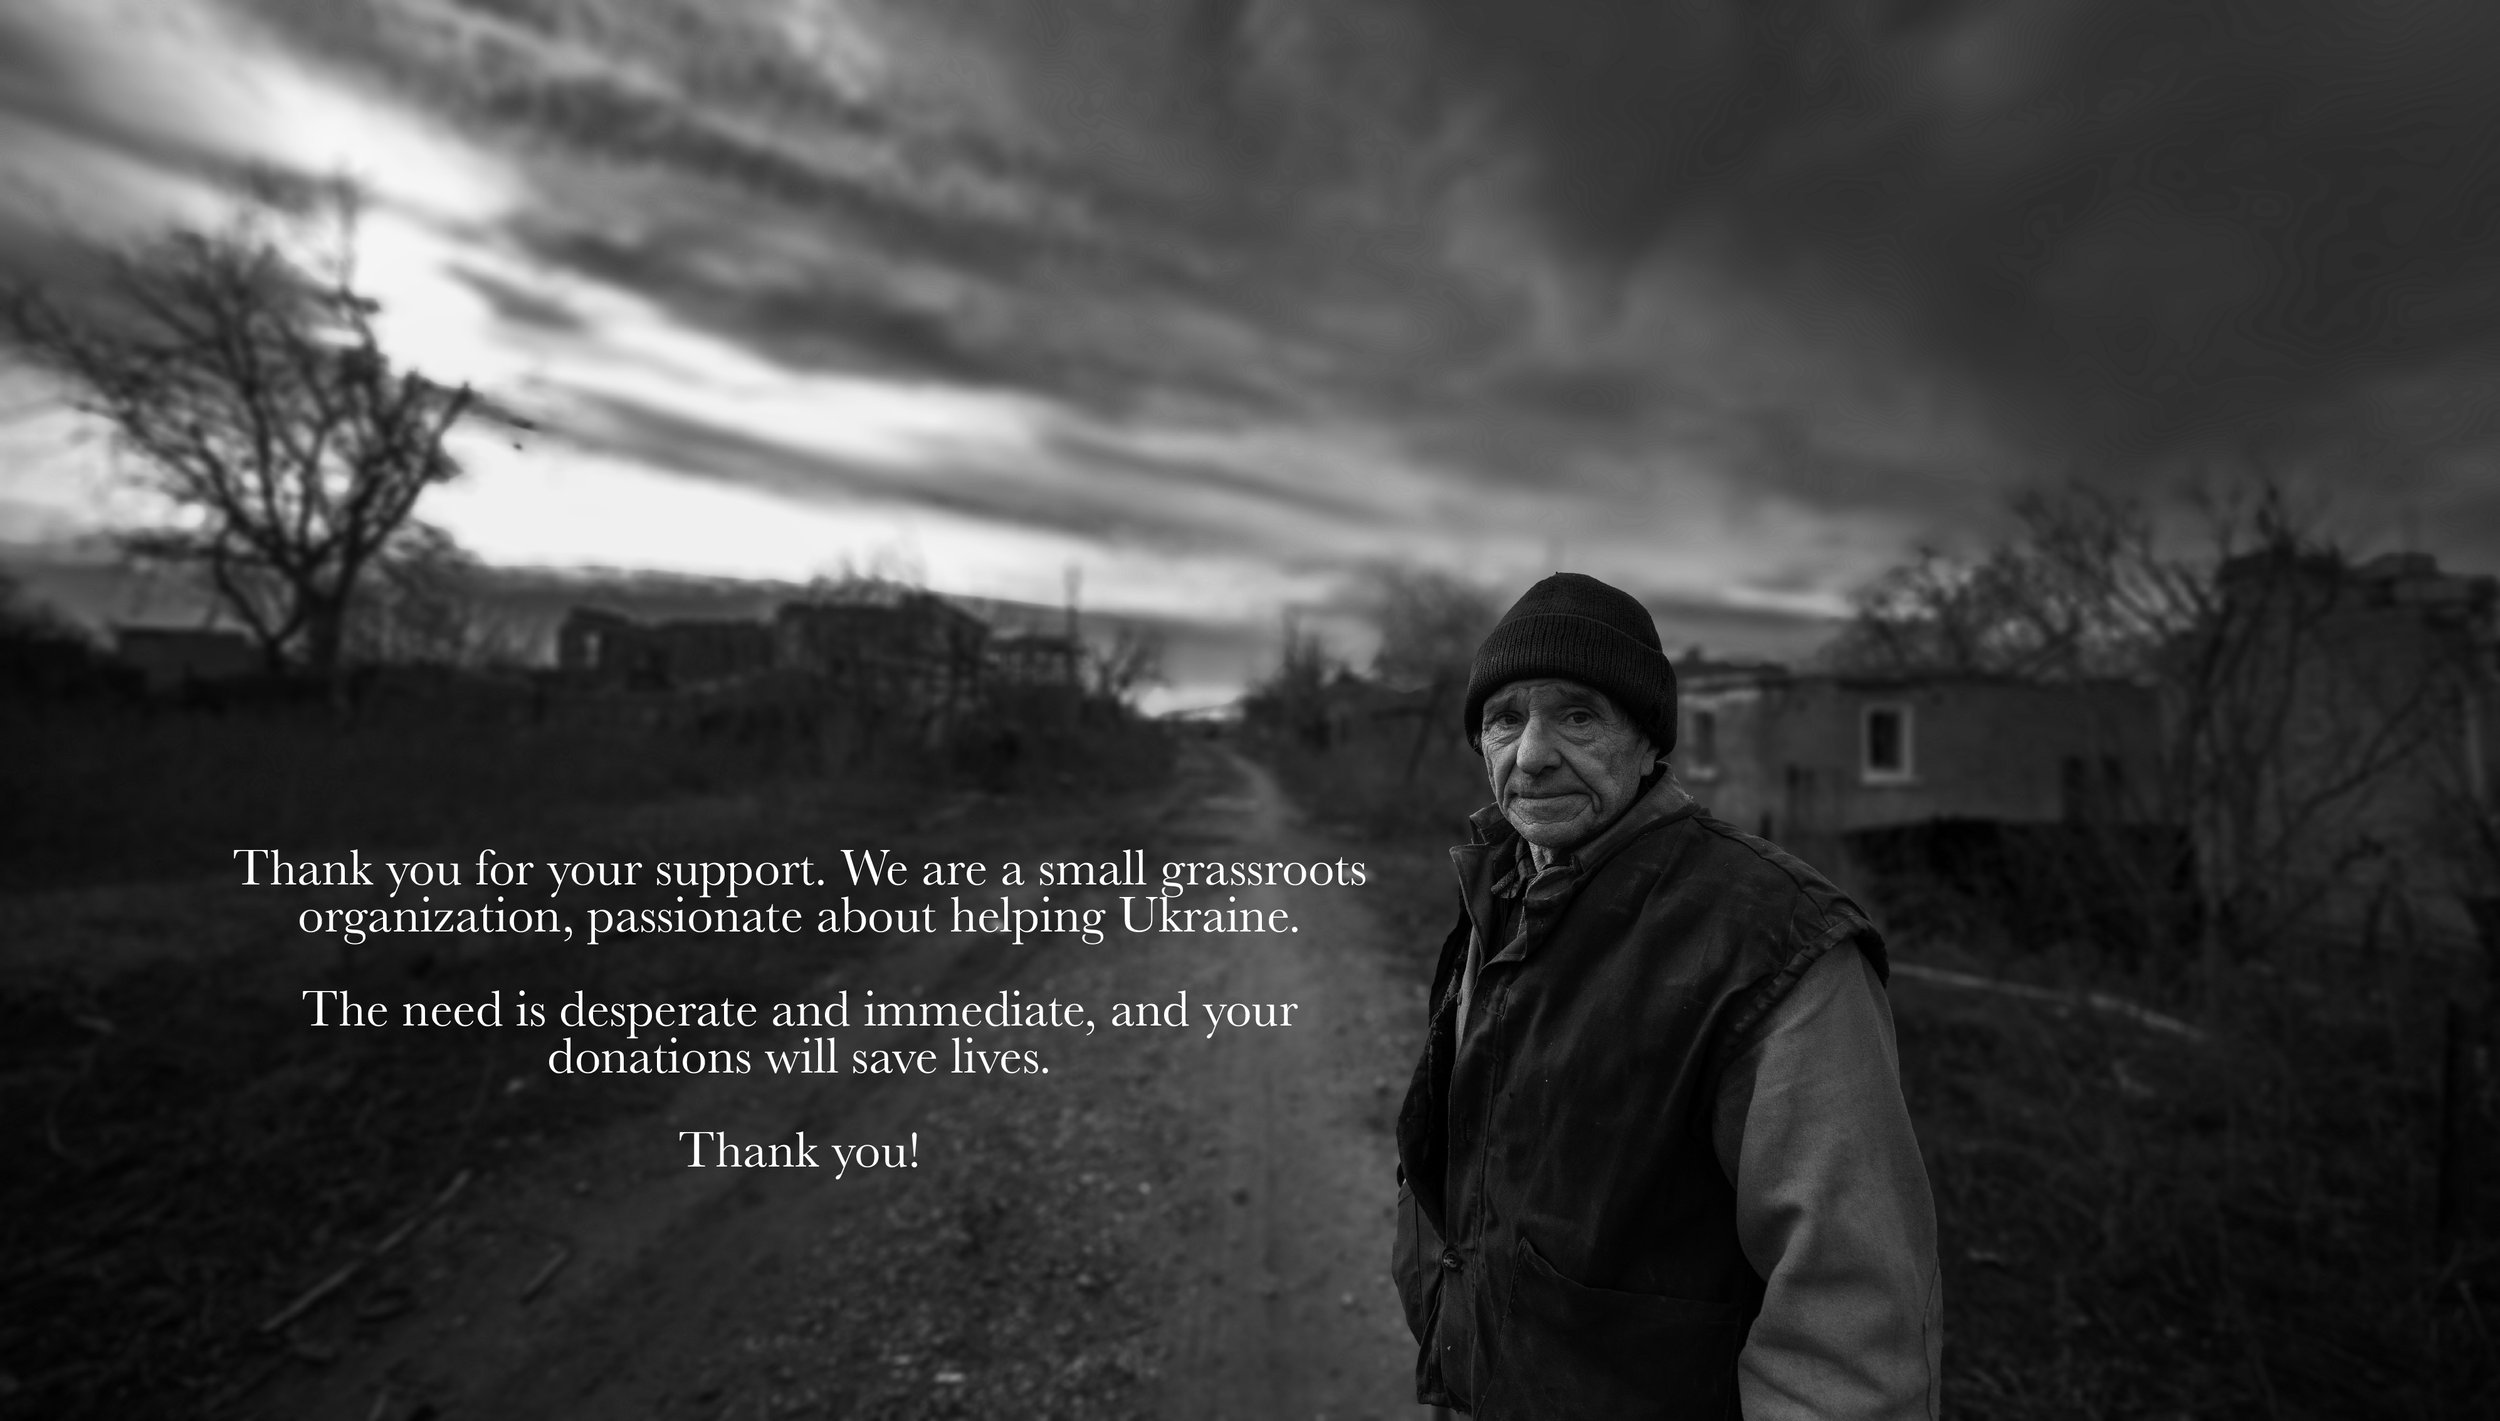 Thank you for your support. We are a small grassroots
organization, passionate about helping Ukraine.
The need is desperate and immediate, and your
donations will save lives.
Thank you!